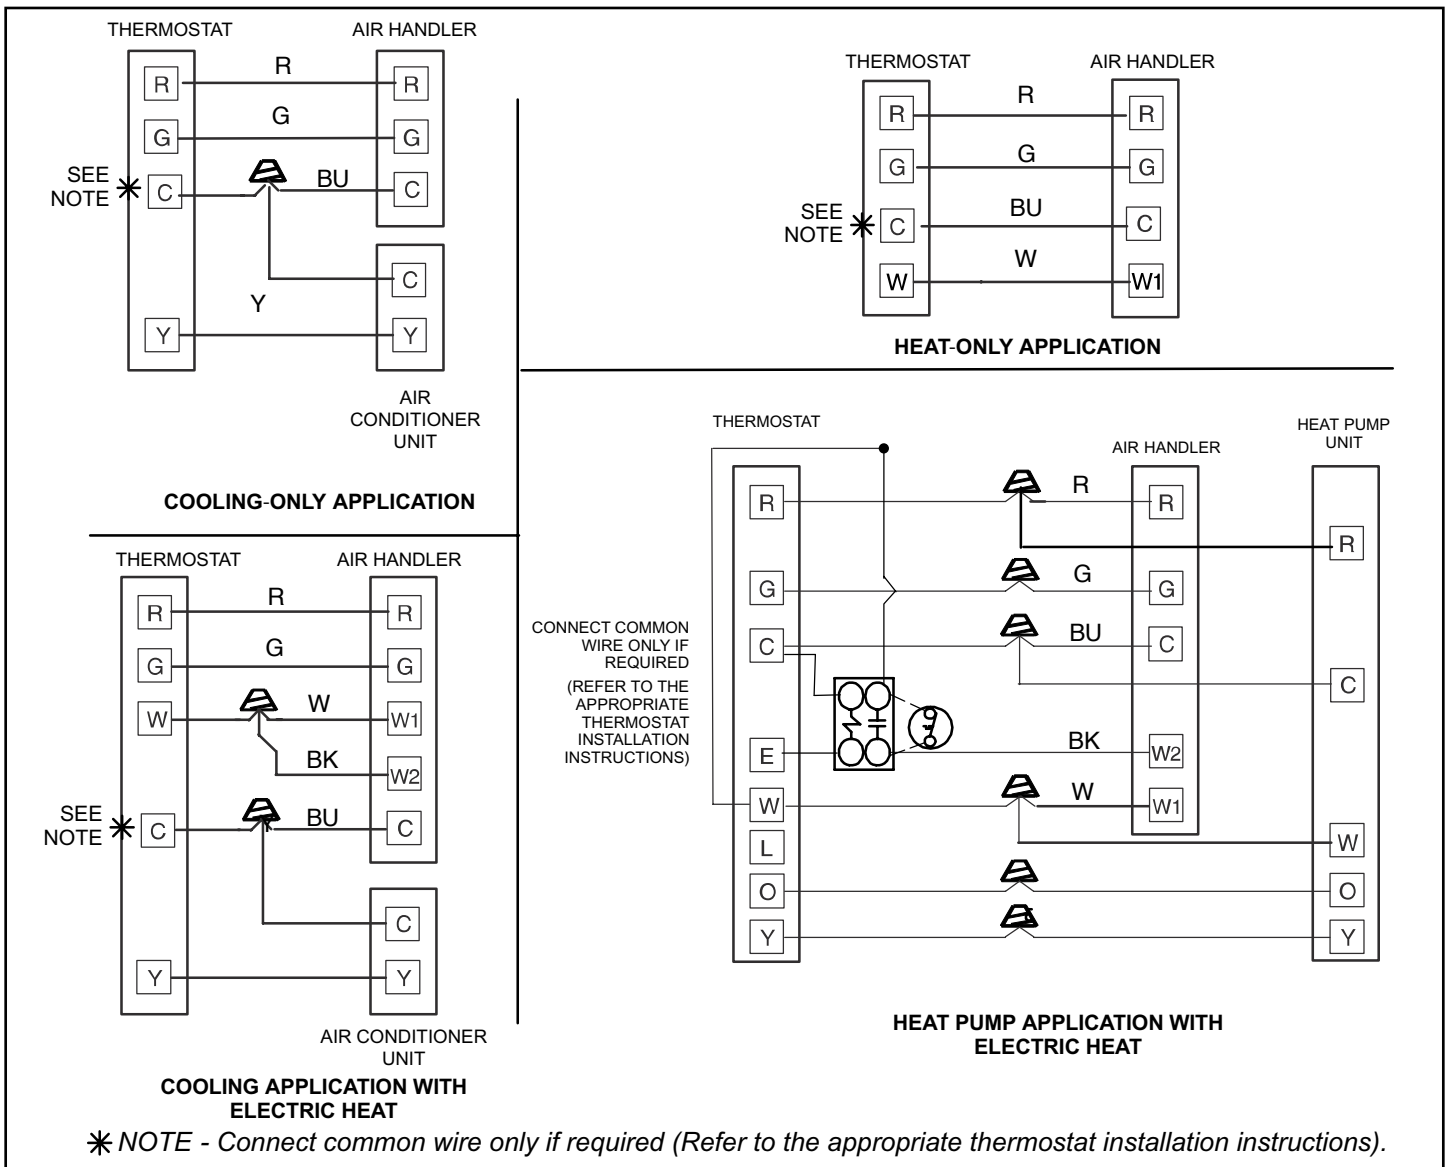 THERMOSTAT AIR HANDLER
R R R
G G G
SEE
NOTE
C BU C
C
Y
Y Y
AIR
CONDITIONER
UNIT
COOLING-ONLY APPLICATION
THERMOSTAT AIR HANDLER
R R R
G G G
SEE
NOTE
C BU C
W W W1
HEAT-ONLY APPLICATION
THERMOSTAT AIR HANDLER
R R R
G G G
W W W1
BK W2
SEE
NOTE
C BU C
C
Y Y
AIR CONDITIONER
UNIT
COOLING APPLICATION WITH
ELECTRIC HEAT
THERMOSTAT
AIR HANDLER
HEAT PUMP
UNIT
R R R
R
G G G
CONNECT COMMON
WIRE ONLY IF
REQUIRED
(REFER TO THE
APPROPRIATE
THERMOSTAT
INSTALLATION
INSTRUCTIONS)
C BU C
C
E BK W2
W W W1
W
L
O O
Y Y
HEAT PUMP APPLICATION WITH
ELECTRIC HEAT
NOTE - Connect common wire only if required (Refer to the appropriate thermostat installation instructions).